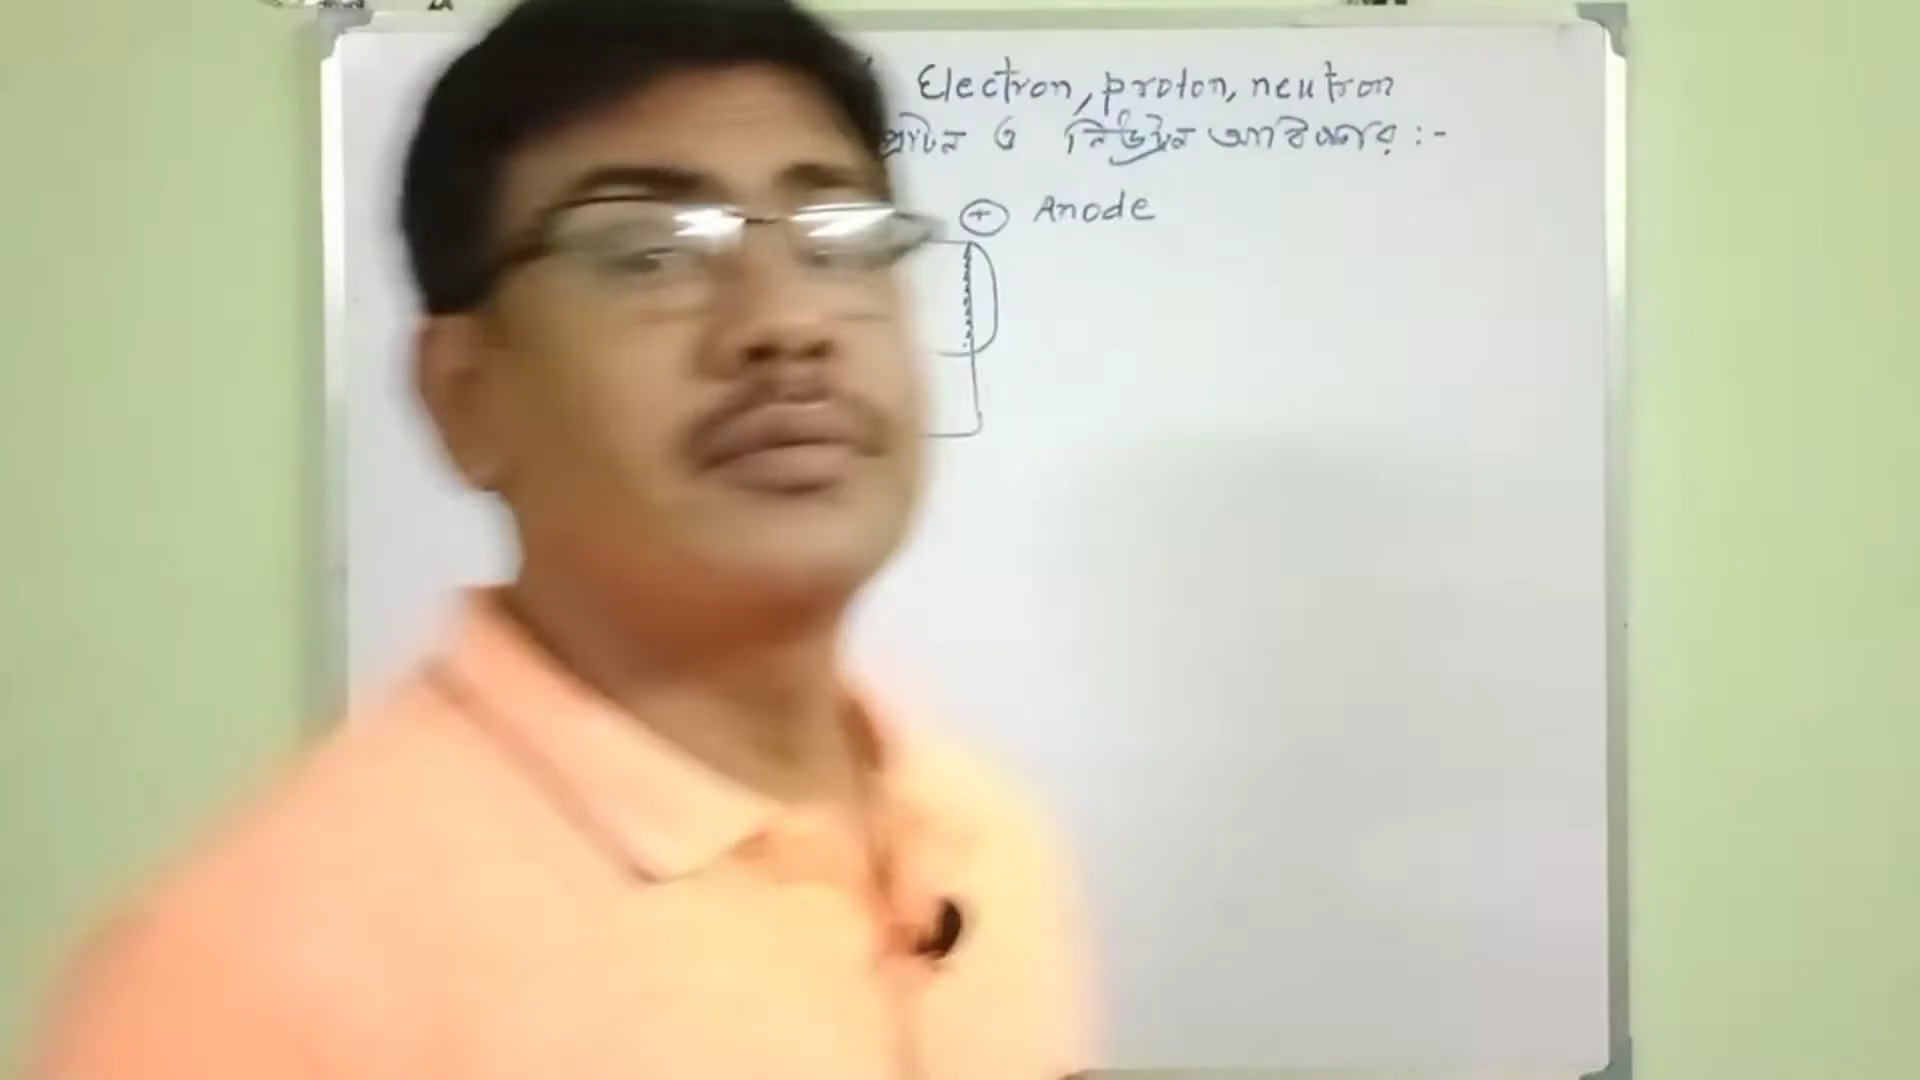 Electron, proton, neutron
প্রোটন ও নিউট্রন আবিষ্কার :-
+ Anode